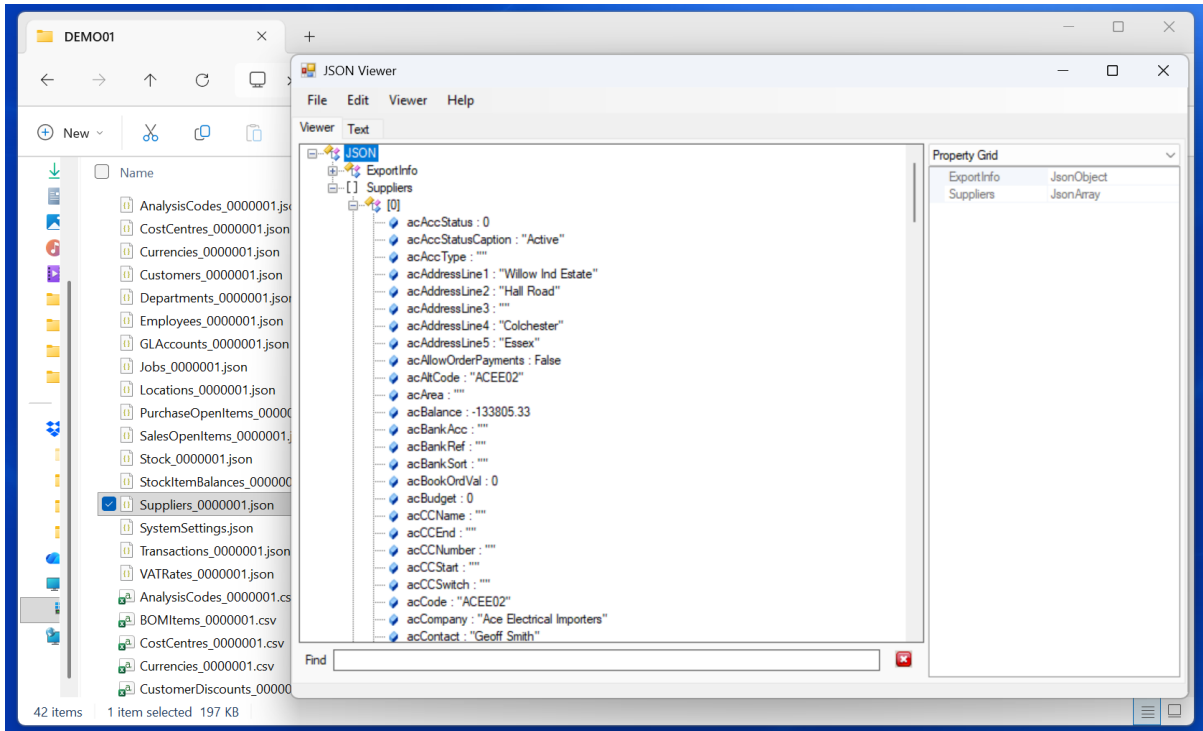 DEMO01
JSON Viewer
File Edit Viewer Help
New
Viewer Text
Name
AnalysisCodes_0000001.js
CostCentres_0000001.json
Currencies_0000001.json
Customers_0000001.json
Departments_0000001.jso
Employees_0000001.json
GLAccounts_0000001.json
Jobs_0000001.json
Locations_0000001.json
PurchaseOpenItems_00000
SalesOpenItems_0000001.
Stock_0000001.json
StockItemBalances_000000
Suppliers_0000001.json
SystemSettings.json
Transactions_0000001.json
VATRates_0000001.json
AnalysisCodes_0000001.cs
BOMItems_0000001.csv
CostCentres_0000001.csv
Currencies_0000001.csv
CustomerDiscounts_00000
42 items 1 item selected 197 KB
JSON
ExportInfo
[ ] Suppliers
[0]
acAccStatus : 0
acAccStatusCaption : "Active"
acAccType : ""
acAddressLine1 : "Willow Ind Estate"
acAddressLine2 : "Hall Road"
acAddressLine3 : ""
acAddressLine4 : "Colchester"
acAddressLine5 : "Essex"
acAllowOrderPayments : False
acAltCode : "ACEE02"
acArea : ""
acBalance : -133805.33
acBankAcc : ""
acBankRef : ""
acBankSort : ""
acBookOrdVal : 0
acBudget : 0
acCCName : ""
acCCEnd : ""
acCCNumber : ""
acCCStart : ""
acCCSwitch : ""
acCode : "ACEE02"
acCompany : "Ace Electrical Importers"
acContact : "Geoff Smith"
Find
Property Grid
ExportInfo JsonObject
Suppliers JsonArray